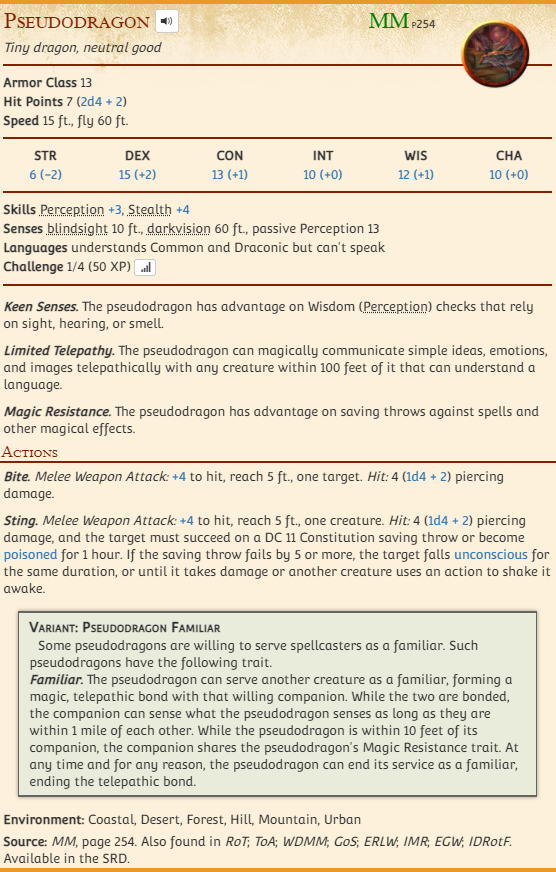 Pseudodragon
MM P254
Tiny dragon, neutral good
Armor Class 13
Hit Points 7 (2d4 + 2)
Speed 15 ft., fly 60 ft.
STR DEX CON INT WIS CHA
6 (−2) 15 (+2) 13 (+1) 10 (+0) 12 (+1) 10 (+0)
Skills Perception +3, Stealth +4
Senses blindsight 10 ft., darkvision 60 ft., passive Perception 13
Languages understands Common and Draconic but can't speak
Challenge 1/4 (50 XP)
Keen Senses. The pseudodragon has advantage on Wisdom (Perception) checks that rely
on sight, hearing, or smell.
Limited Telepathy. The pseudodragon can magically communicate simple ideas, emotions,
and images telepathically with any creature within 100 feet of it that can understand a
language.
Magic Resistance. The pseudodragon has advantage on saving throws against spells and
other magical effects.
Actions
Bite. Melee Weapon Attack: +4 to hit, reach 5 ft., one target. Hit: 4 (1d4 + 2) piercing
damage.
Sting. Melee Weapon Attack: +4 to hit, reach 5 ft., one creature. Hit: 4 (1d4 + 2) piercing
damage, and the target must succeed on a DC 11 Constitution saving throw or become
poisoned for 1 hour. If the saving throw fails by 5 or more, the target falls unconscious for
the same duration, or until it takes damage or another creature uses an action to shake it
awake.
Variant: Pseudodragon Familiar
Some pseudodragons are willing to serve spellcasters as a familiar. Such
pseudodragons have the following trait.
Familiar. The pseudodragon can serve another creature as a familiar, forming a
magic, telepathic bond with that willing companion. While the two are bonded,
the companion can sense what the pseudodragon senses as long as they are
within 1 mile of each other. While the pseudodragon is within 10 feet of its
companion, the companion shares the pseudodragon's Magic Resistance trait. At
any time and for any reason, the pseudodragon can end its service as a familiar,
ending the telepathic bond.
Environment: Coastal, Desert, Forest, Hill, Mountain, Urban
Source: MM, page 254. Also found in RoT; ToA; WDMM; GoS; ERLW; IMR; EGW; IDRotF.
Available in the SRD.